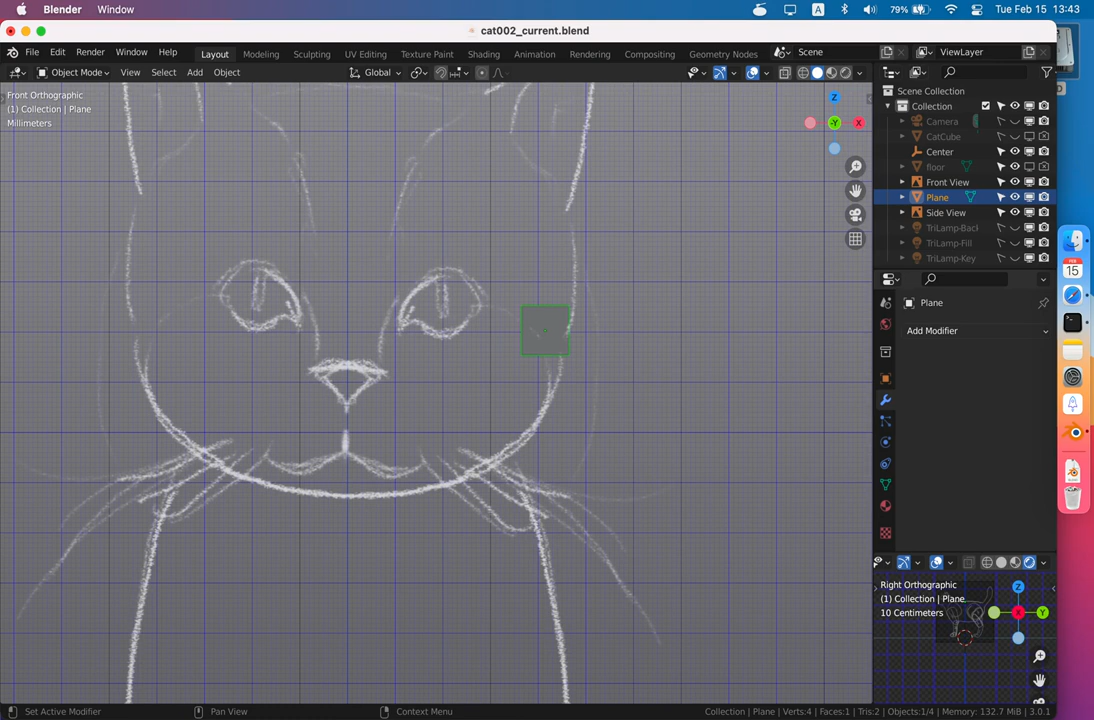 Blender Window A 79% Tue Feb 15 13:43
cat002_current.blend
File Edit Render Window Help Layout Modeling Sculpting UV Editing Texture Paint Shading Animation Rendering Compositing Geometry Nodes Scene ViewLayer
Object Mode View Select Add Object Global
Front Orthographic
(1) Collection | Plane
Millimeters
Z
X
-Y
Scene Collection
Collection
Camera
CatCube
Center
floor
Front View
Plane
Side View
TriLamp-Back
TriLamp-Fill
TriLamp-Key
Plane
Add Modifier
FEB
15
Right Orthographic
(1) Collection | Plane
10 Centimeters
Z
X
Y
Set Active Modifier Pan View Context Menu Collection | Plane | Verts:4 | Faces:1 | Tris:2 | Objects:1/4 | Memory: 132.7 MiB | 3.0.1